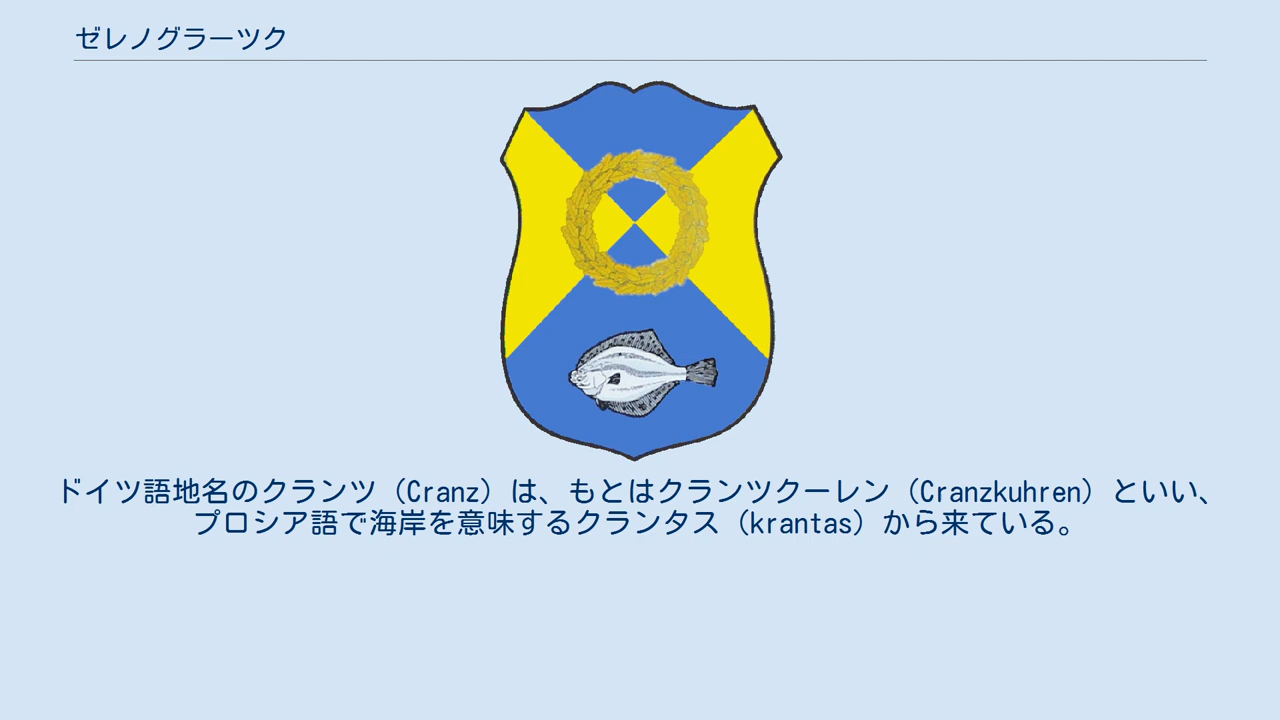 ゼレノグラーツク
ドイツ語地名のクランツ（Cranz）は、もとはクランツクーレン（Cranzkuhren）といい、
プロシア語で海岸を意味するクランタス（krantas）から来ている。